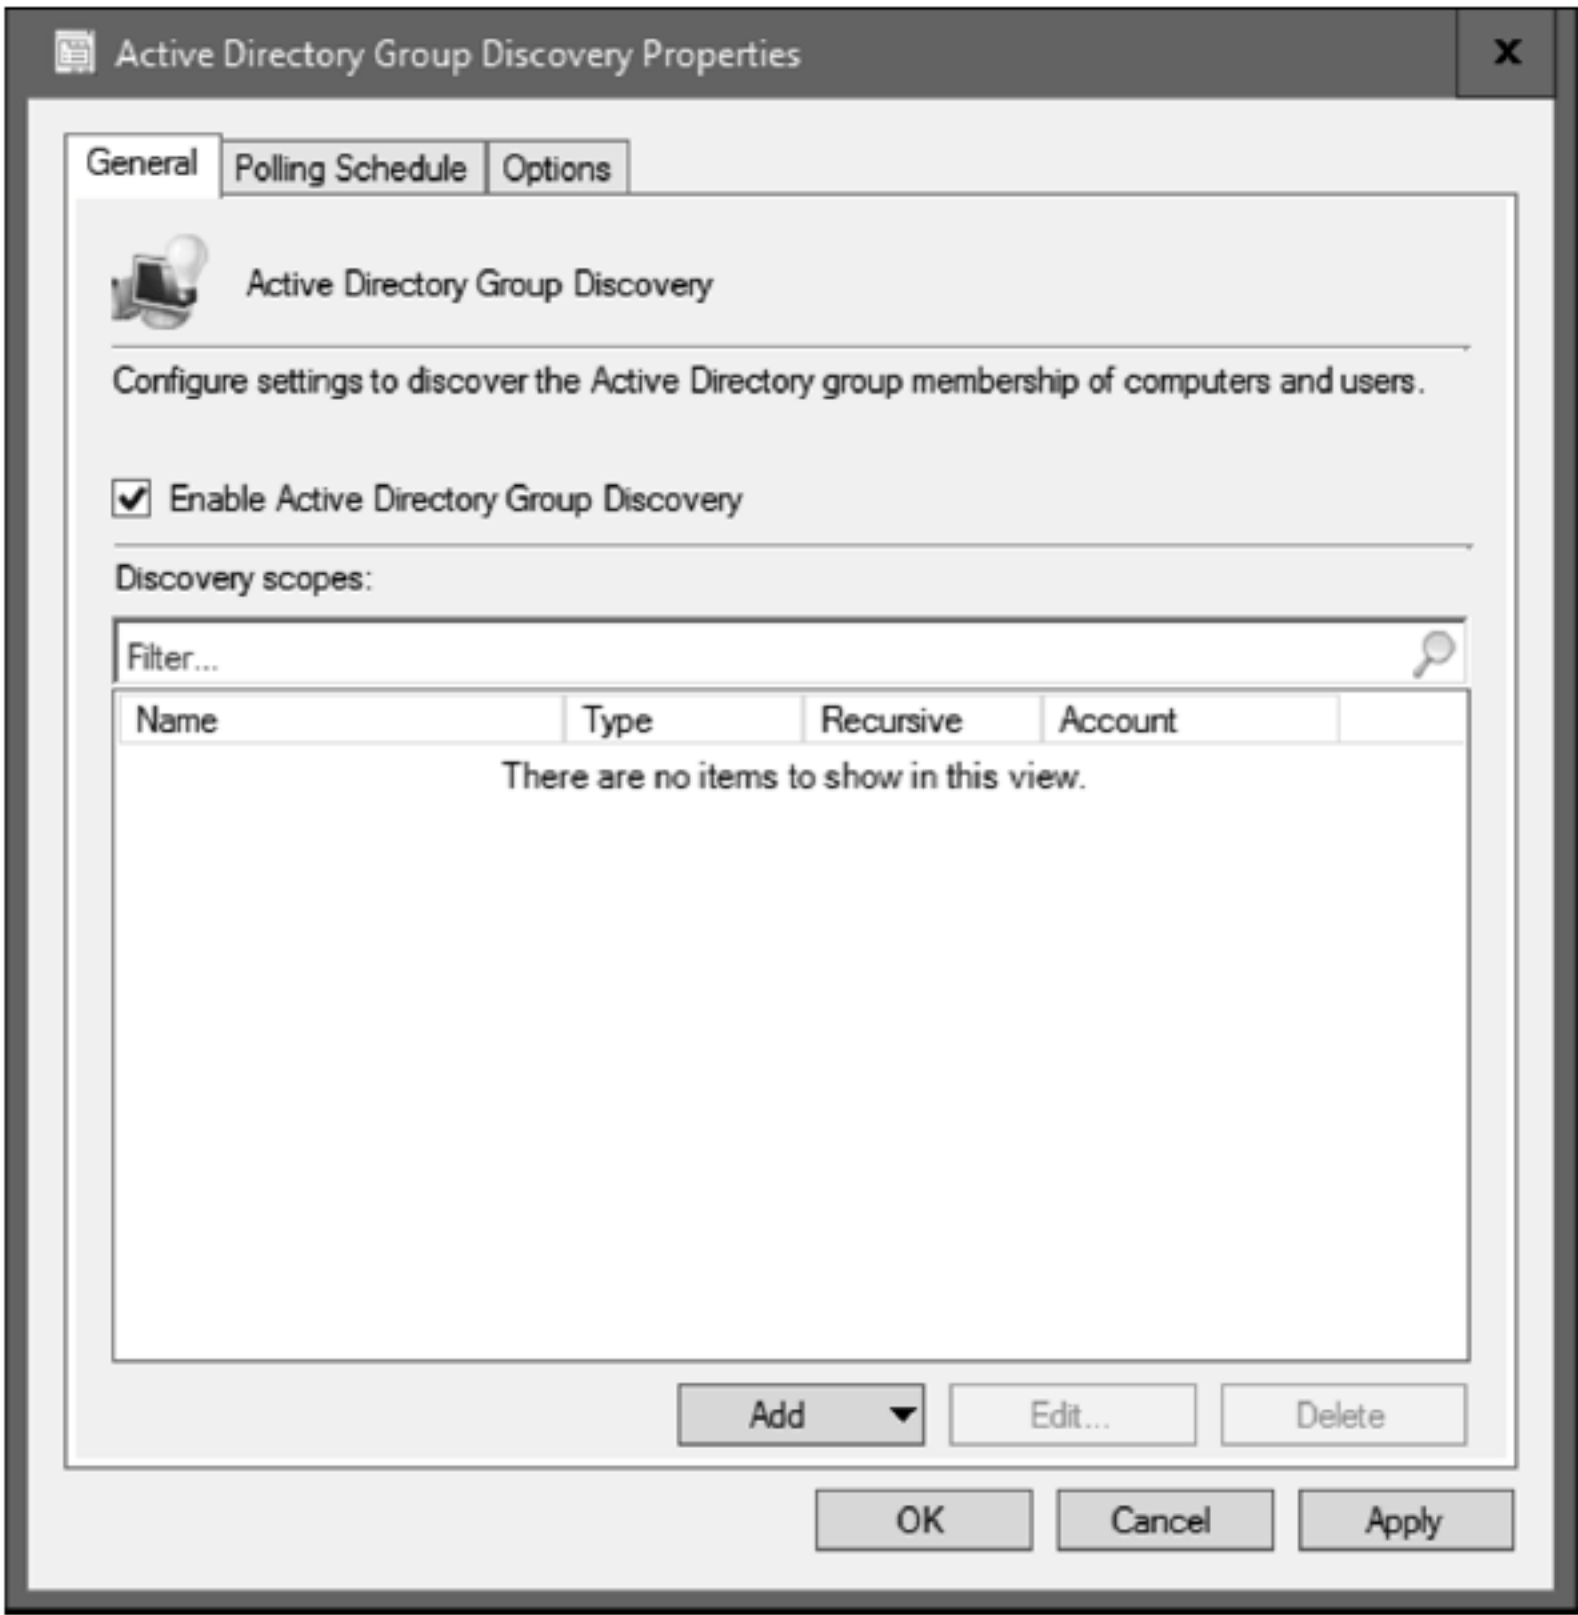 Active Directory Group Discovery Properties
X
General
Polling Schedule
Options
Active Directory Group Discovery
Configure settings to discover the Active Directory group membership of computers and users.
Enable Active Directory Group Discovery
Discovery scopes:
Filter...
Name Type Recursive Account
There are no items to show in this view.
Add Edit... Delete
OK Cancel Apply